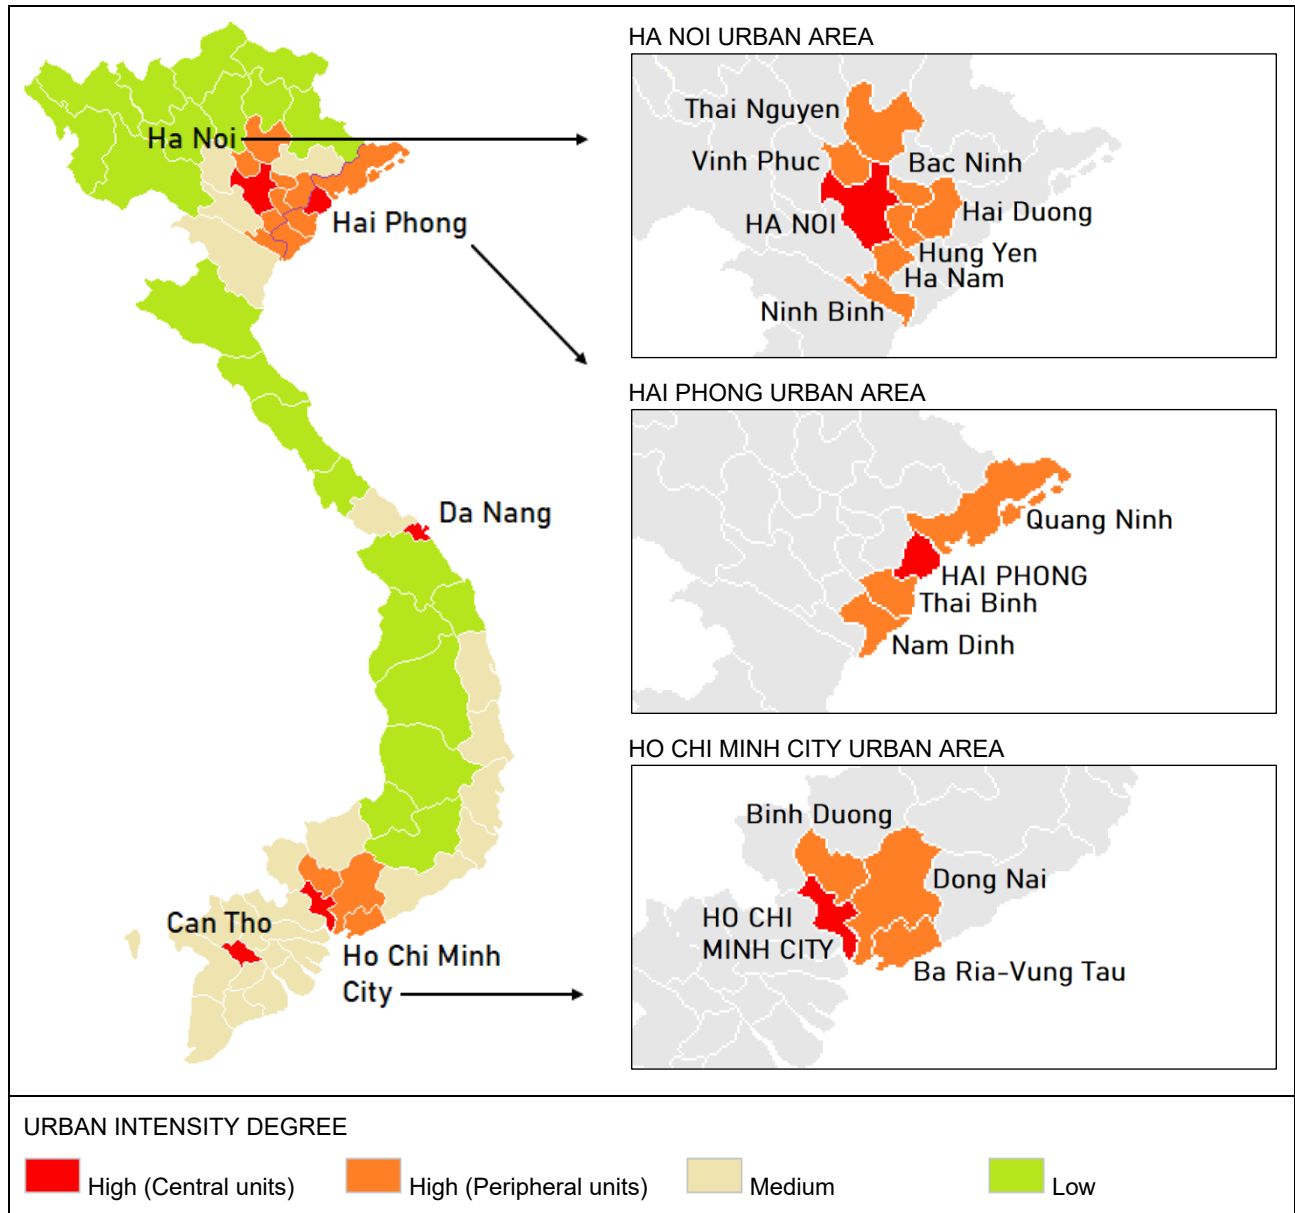 Ha Noi
Hai Phong
Da Nang
Can Tho
Ho Chi Minh
City
HA NOI URBAN AREA
Thai Nguyen
Vinh Phuc
Bac Ninh
HA NOI
Hai Duong
Hung Yen
Ha Nam
Ninh Binh
HAI PHONG URBAN AREA
Quang Ninh
HAI PHONG
Thai Binh
Nam Dinh
HO CHI MINH CITY URBAN AREA
Binh Duong
Dong Nai
HO CHI
MINH CITY
Ba Ria-Vung Tau
URBAN INTENSITY DEGREE
High (Central units)
High (Peripheral units)
Medium
Low